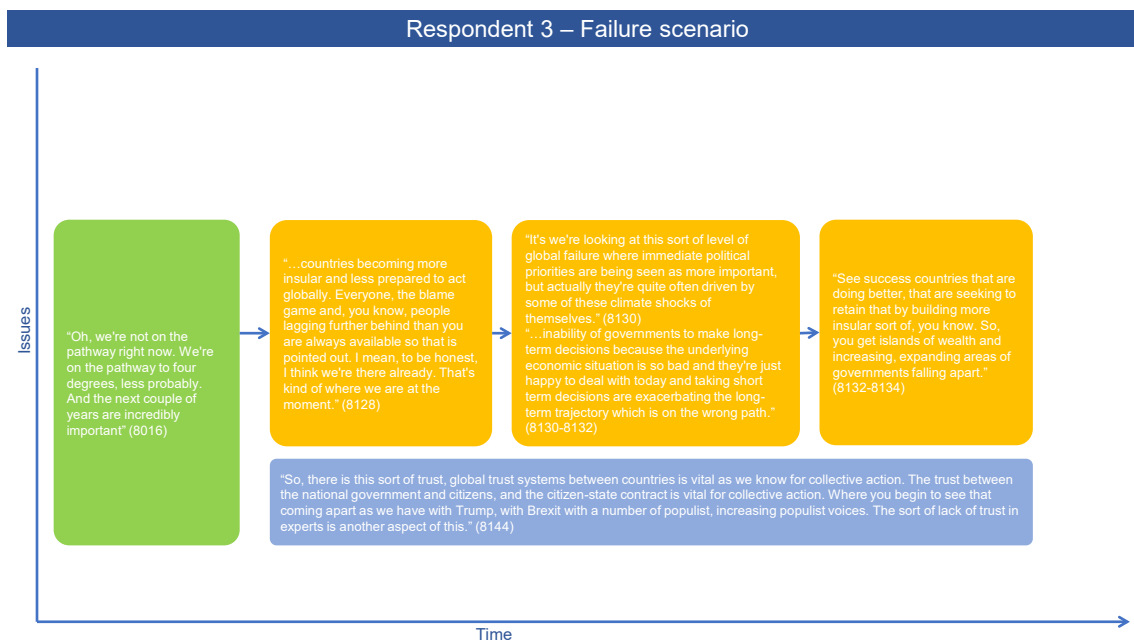 Respondent 3 – Failure scenario
Issues
“Oh, we're not on the
pathway right now. We're
on the pathway to four
degrees, less probably.
And the next couple of
years are incredibly
important” (8016)
“…countries becoming more
insular and less prepared to act
globally. Everyone, the blame
game and, you know, people
lagging further behind than you
are always available so that is
pointed out. I mean, to be honest,
I think we're there already. That's
kind of where we are at the
moment.” (8128)
“It's we're looking at this sort of level of
global failure where immediate political
priorities are being seen as more important,
but actually they're quite often driven by
some of these climate shocks of
themselves.” (8130)
“…inability of governments to make long-
term decisions because the underlying
economic situation is so bad and they're just
happy to deal with today and taking short
term decisions are exacerbating the long-
term trajectory which is on the wrong path.”
(8130-8132)
“See success countries that are
doing better, that are seeking to
retain that by building more
insular sort of, you know. So,
you get islands of wealth and
increasing, expanding areas of
governments falling apart.”
(8132-8134)
“So, there is this sort of trust, global trust systems between countries is vital as we know for collective action. The trust between
the national government and citizens, and the citizen-state contract is vital for collective action. Where you begin to see that
coming apart as we have with Trump, with Brexit with a number of populist, increasing populist voices. The sort of lack of trust in
experts is another aspect of this.” (8144)
Time